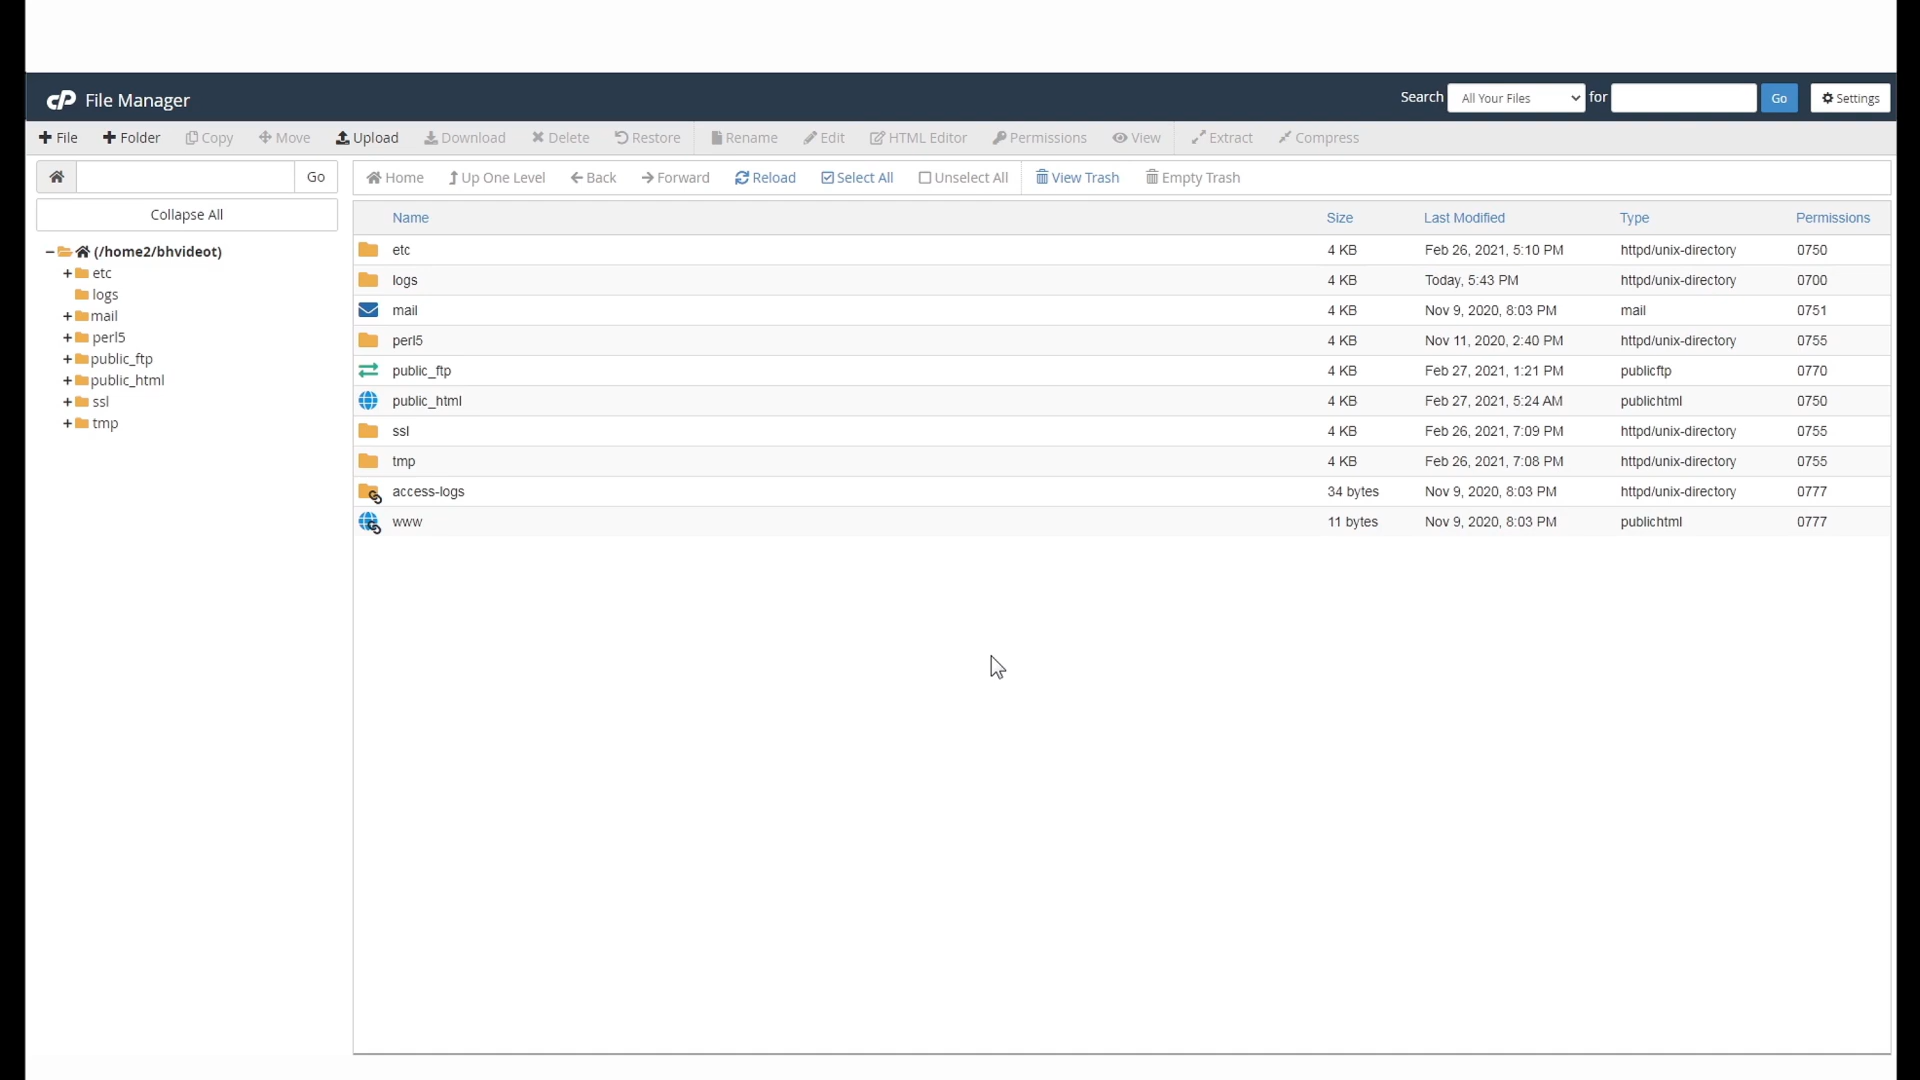 cP File Manager
Search All Your Files for Go Settings
File Folder Copy Move Upload Download Delete Restore Rename Edit HTML Editor Permissions View Extract Compress
Go Home Up One Level Back Forward Reload Select All Unselect All View Trash Empty Trash
Collapse All
(/home2/bhvideot)
etc
logs
mail
perl5
public_ftp
public_html
ssl
tmp
Name Size Last Modified Type Permissions
etc 4 KB Feb 26, 2021, 5:10 PM httpd/unix-directory 0750
logs 4 KB Today, 5:43 PM httpd/unix-directory 0700
mail 4 KB Nov 9, 2020, 8:03 PM mail 0751
perl5 4 KB Nov 11, 2020, 2:40 PM httpd/unix-directory 0755
public_ftp 4 KB Feb 27, 2021, 1:21 PM publicftp 0770
public_html 4 KB Feb 27, 2021, 5:24 AM publichtml 0750
ssl 4 KB Feb 26, 2021, 7:09 PM httpd/unix-directory 0755
tmp 4 KB Feb 26, 2021, 7:08 PM httpd/unix-directory 0755
access-logs 34 bytes Nov 9, 2020, 8:03 PM httpd/unix-directory 0777
www 11 bytes Nov 9, 2020, 8:03 PM publichtml 0777